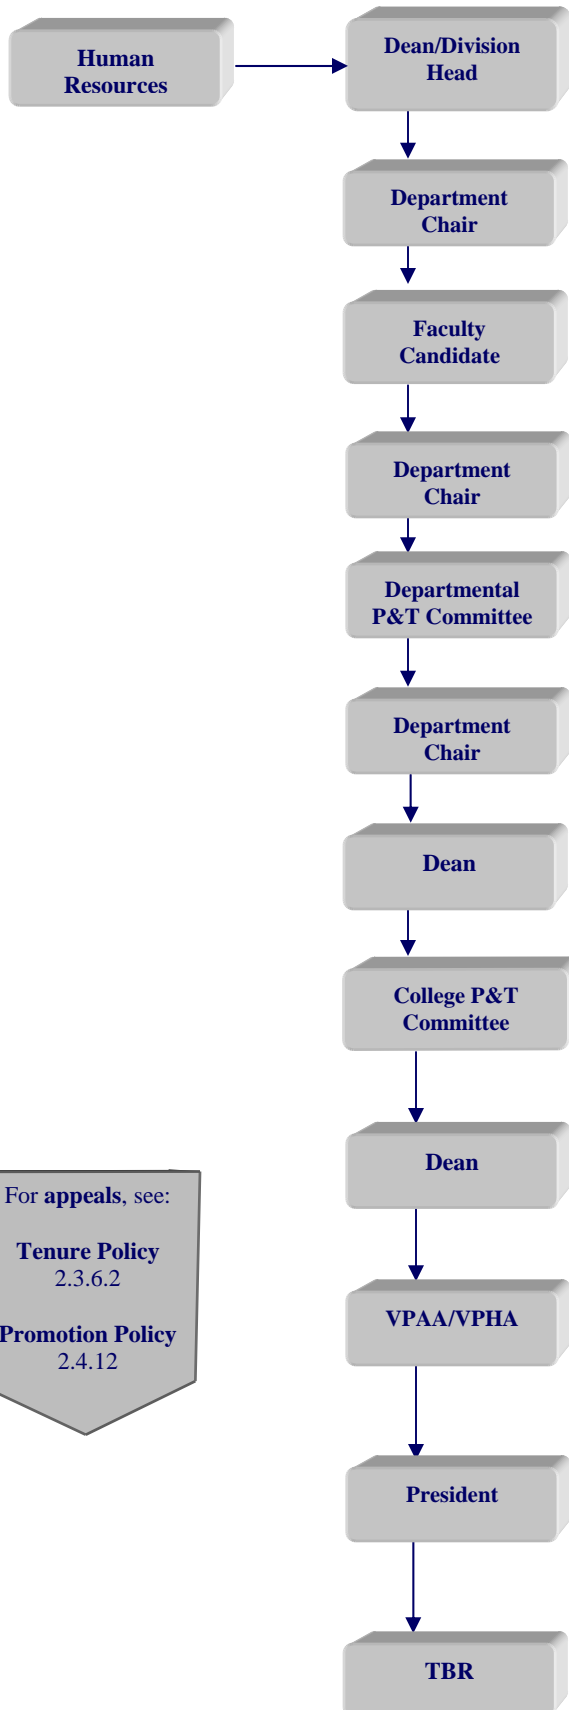 Human
Resources
Dean/Division
Head
Department
Chair
Faculty
Candidate
Department
Chair
Departmental
P&T Committee
Department
Chair
Dean
College P&T
Committee
Dean
For appeals, see:
Tenure Policy
2.3.6.2
Promotion Policy
2.4.12
VPAA/VPHA
President
TBR